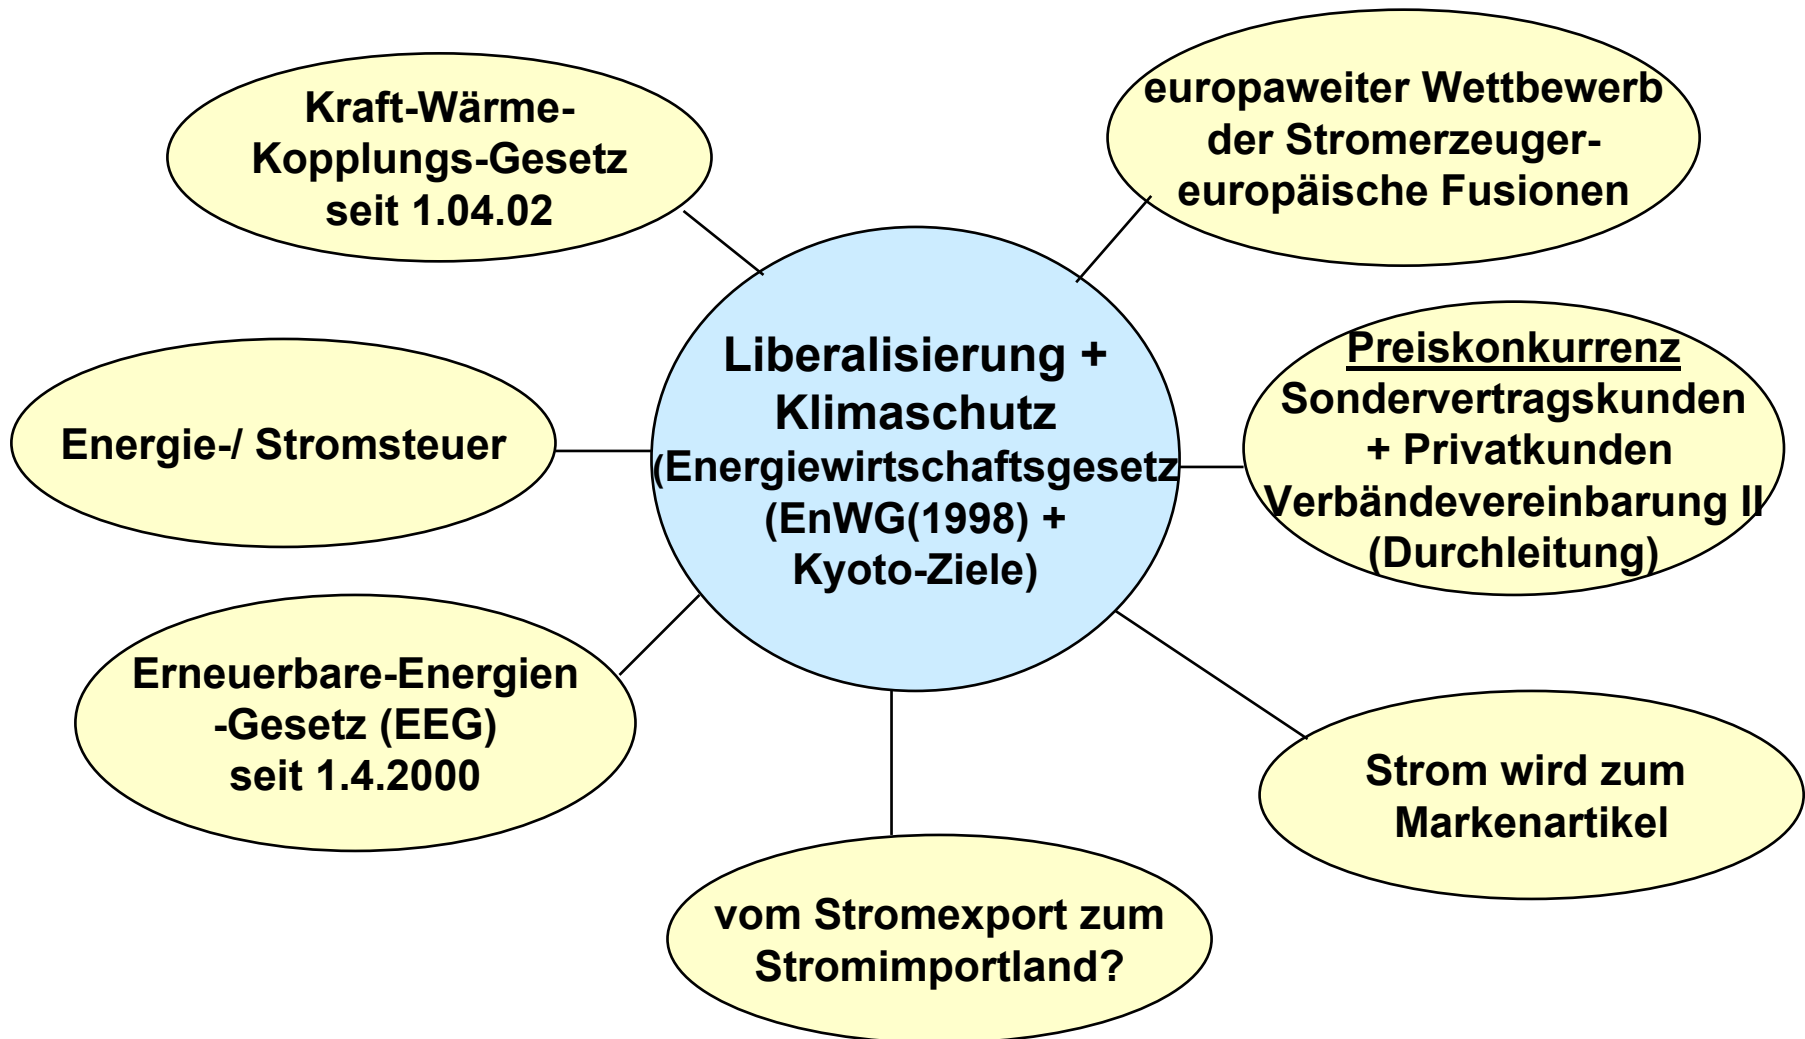 Kraft-Wärme-
Kopplungs-Gesetz
seit 1.04.02
europaweiter Wettbewerb
der Stromerzeuger-
europäische Fusionen
Liberalisierung +
Klimaschutz
(Energiewirtschaftsgesetz
(EnWG(1998) +
Kyoto-Ziele)
Preiskonkurrenz
Sondervertragskunden
+ Privatkunden
Verbändevereinbarung II
(Durchleitung)
Energie-/ Stromsteuer
Erneuerbare-Energien
-Gesetz (EEG)
seit 1.4.2000
Strom wird zum
Markenartikel
vom Stromexport zum
Stromimportland?